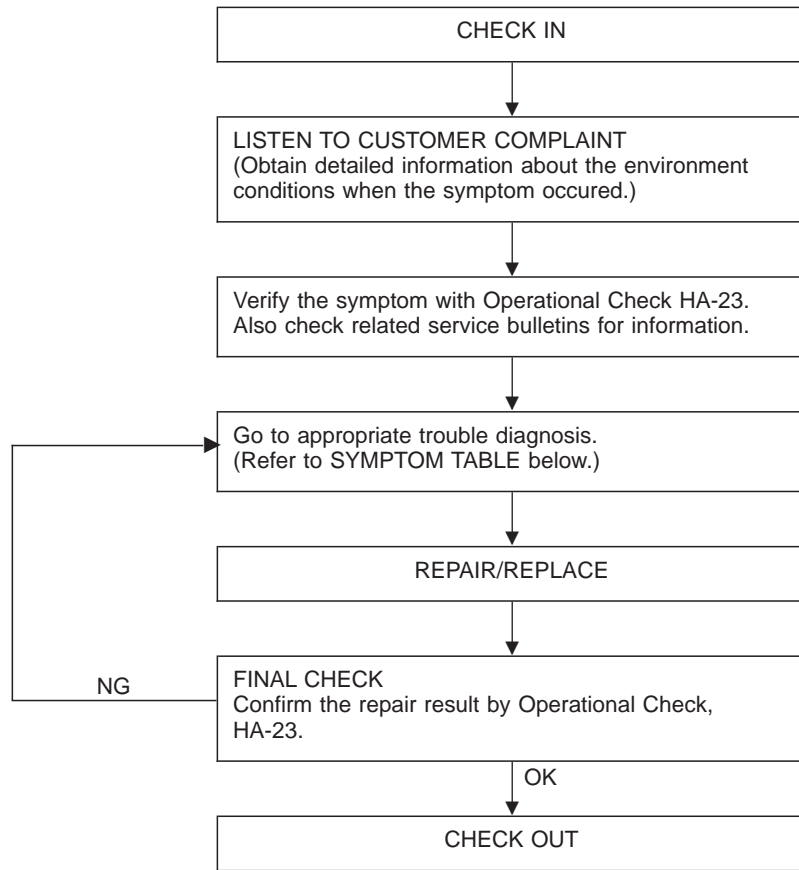 CHECK IN
LISTEN TO CUSTOMER COMPLAINT
(Obtain detailed information about the environment
conditions when the symptom occured.)
Verify the symptom with Operational Check HA-23.
Also check related service bulletins for information.
Go to appropriate trouble diagnosis.
(Refer to SYMPTOM TABLE below.)
REPAIR/REPLACE
NG
FINAL CHECK
Confirm the repair result by Operational Check,
HA-23.
OK
CHECK OUT